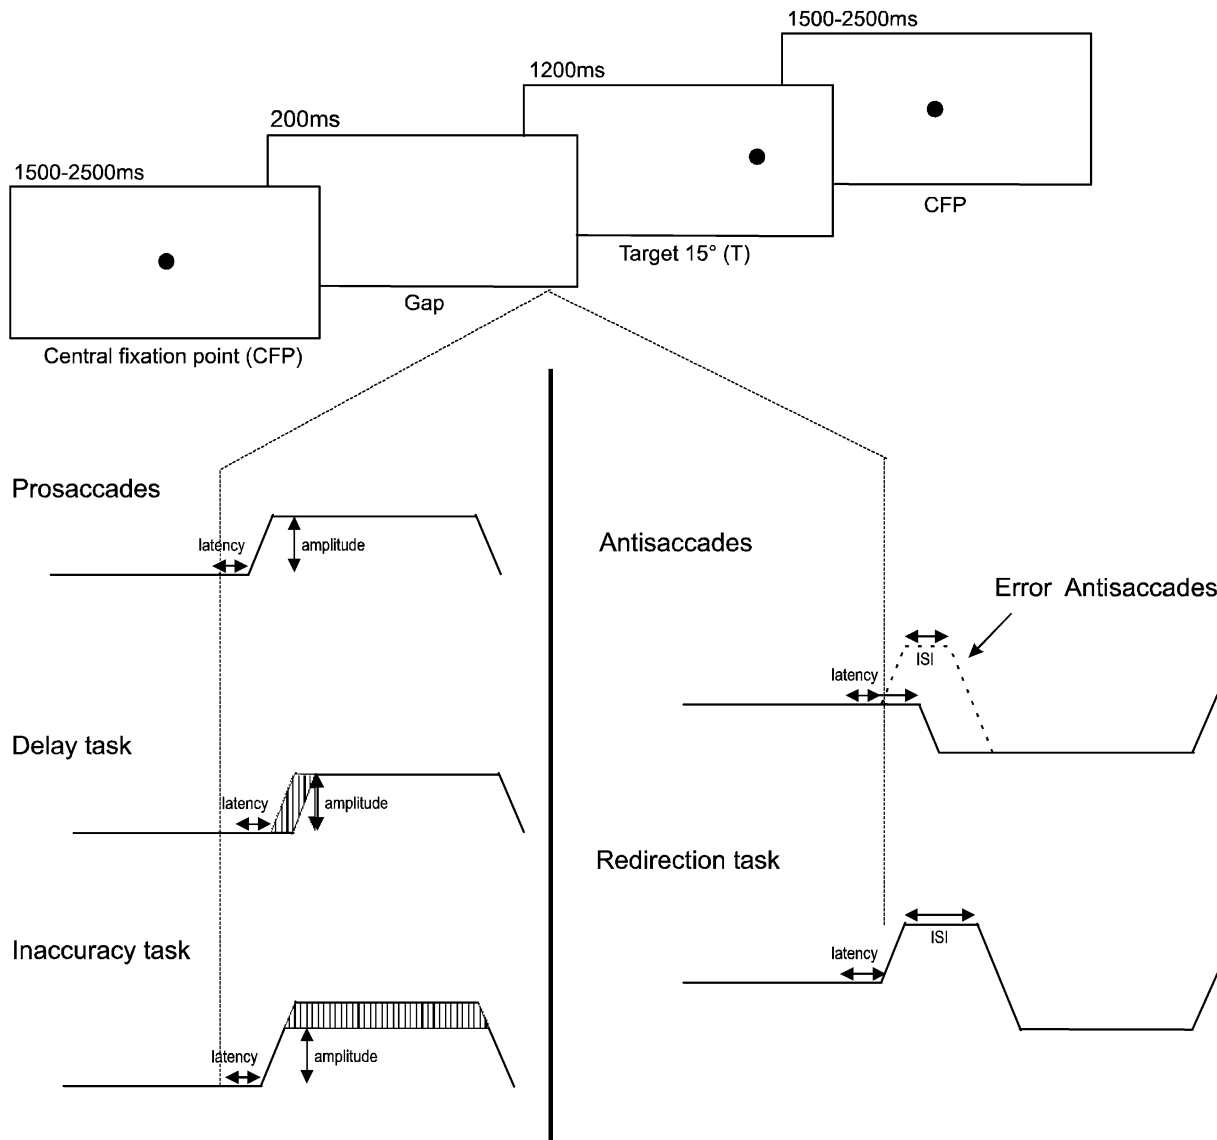 1500-2500ms
1200ms
200ms
1500-2500ms
CFP
Target 15° (T)
Gap
Central fixation point (CFP)
Prosaccades
latency
amplitude
Delay task
latency
amplitude
Inaccuracy task
latency
amplitude
Antisaccades
Error Antisaccades
ISI
latency
Redirection task
ISI
latency